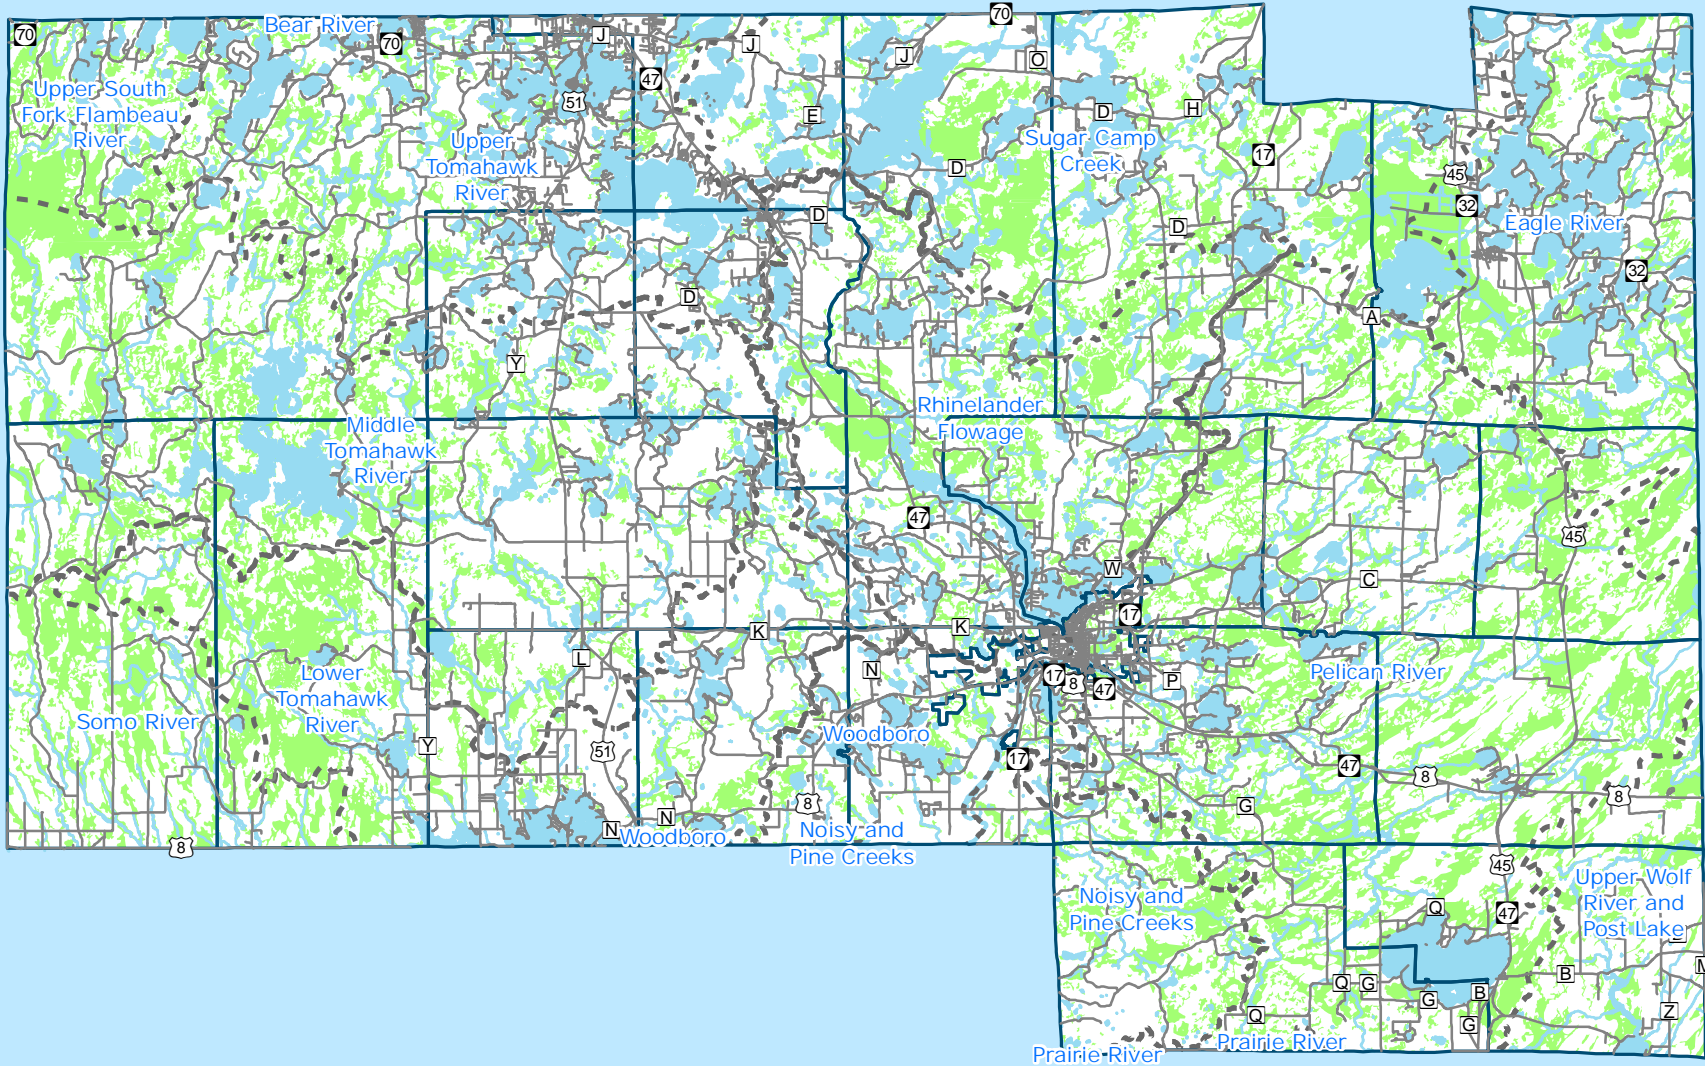 70
Bear River
70
70
J
J
J
O
47
51
E
D
H
Upper South
Fork Flambeau
River
Upper
Tomahawk
River
Sugar Camp
Creek
17
D
45
32
D
D
Eagle River
32
D
A
Y
Rhinelander
Flowage
Middle
Tomahawk
River
47
45
W
C
17
K
K
L
N
17
8
47
P
Pelican River
Lower
Tomahawk
River
Somo River
Woodboro
Y
51
17
47
8
8
8
G
N
N
Woodboro
Noisy and
Pine Creeks
8
45
Noisy and
Pine Creeks
Upper Wolf
River and
Post Lake
Q
47
B
Q
G
G
B
Q
G
Z
Prairie River
Prairie River